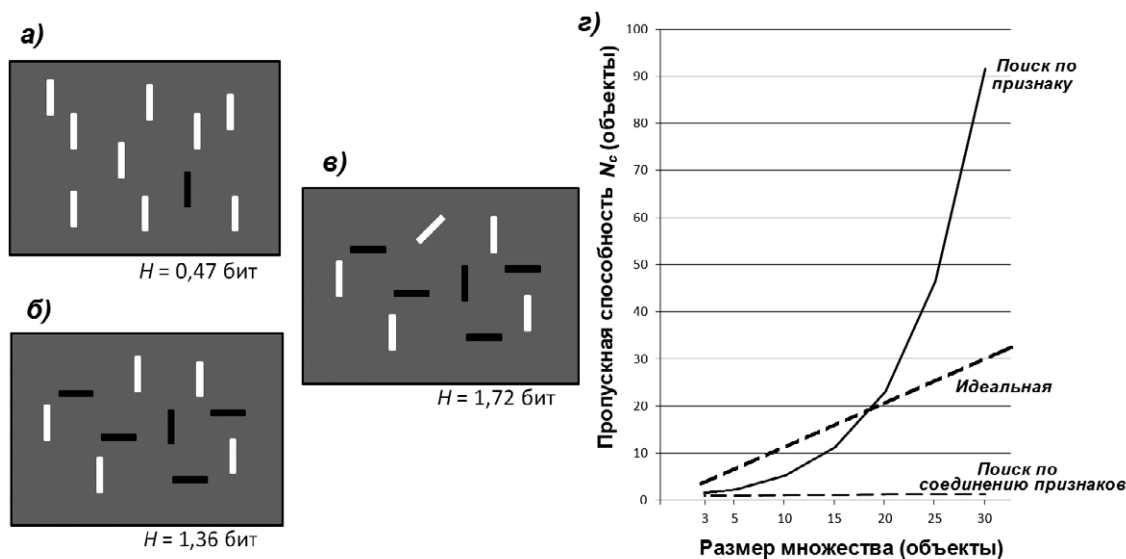 а)
H = 0,47 бит
б)
H = 1,36 бит
в)
H = 1,72 бит
г)
Пропускная способность Nc (объекты)
100
90
80
70
60
50
40
30
20
10
0
3 5 10 15 20 25 30
Размер множества (объекты)
Поиск по
признаку
Идеальная
Поиск по
соединению признаков